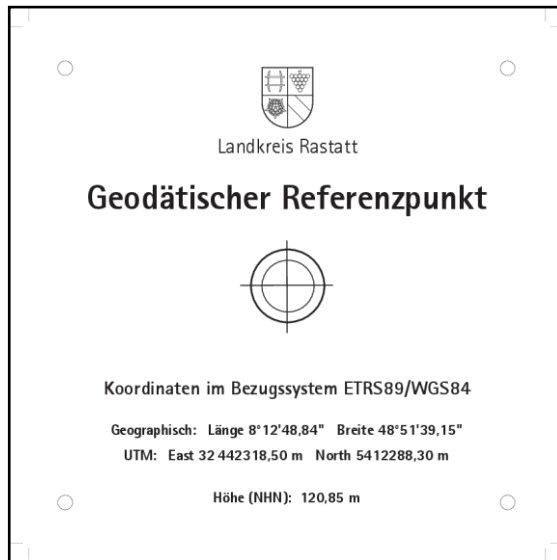 Landkreis Rastatt
Geodätischer Referenzpunkt
Koordinaten im Bezugssystem ETRS89/WGS84
Geographisch: Länge 8°12'48,84" Breite 48°51'39,15"
UTM: East 32 442318,50 m North 5412288,30 m
Höhe (NHN): 120,85 m